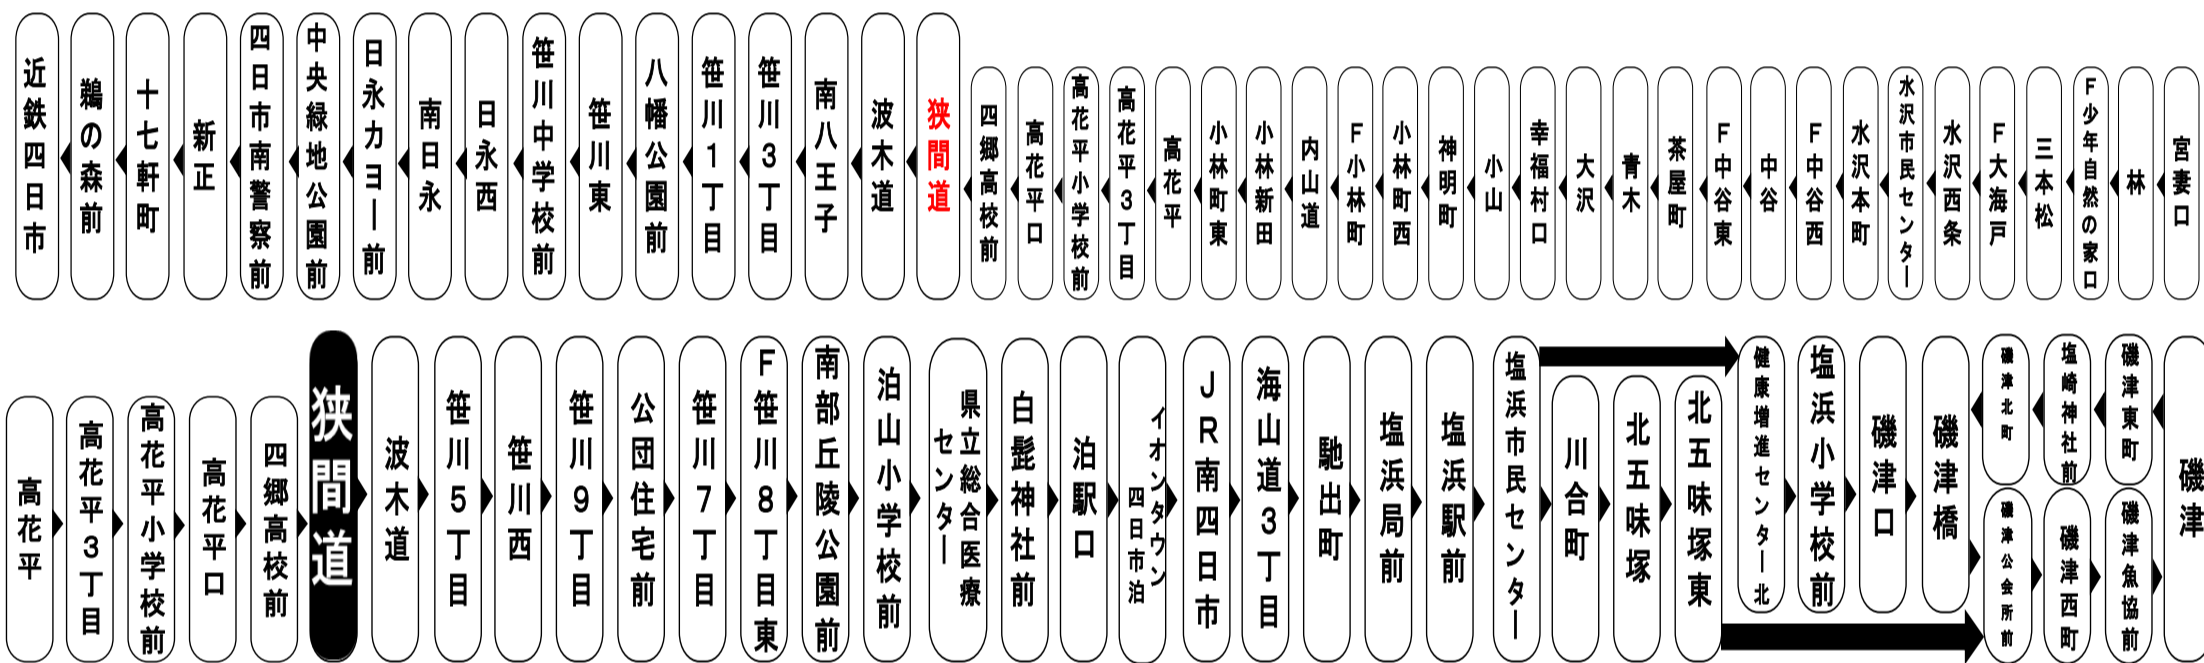 近鉄四日市
鵜の森前
十七軒町
新正
四日市南警察前
中央緑地公園前
日永カヨー前
南日永
日永西
笹川中学校前
笹川東
八幡公園前
笹川1丁目
笹川3丁目
南八王子
波木道
狭間道
四郷高校前
高花平口
高花平小学校前
高花平3丁目
高花平
小林町東
小林新田
内山道
F小林町
小林町西
神明町
小山
幸福村口
大沢
青木
茶屋町
F中谷東
中谷
F中谷西
水沢本町
水沢市民センター
水沢西条
F大海戸
三本松
F少年自然の家口
林
宮妻口
高花平
高花平3丁目
高花平小学校前
高花平口
四郷高校前
狭間道
波木道
笹川5丁目
笹川西
笹川9丁目
公団住宅前
笹川7丁目
F笹川8丁目東
南部丘陵公園前
泊山小学校前
県立総合医療
センター
白髭神社前
泊駅口
イオンタウン
四日市泊
JR南四日市
海山道3丁目
馳出町
塩浜局前
塩浜駅前
塩浜市民センター
川合町
北五味塚
北五味塚東
健康増進センター北
塩浜小学校前
磯津口
磯津橋
磯津北町
塩崎神社前
磯津東町
磯津公会所前
磯津西町
磯津魚協前
磯津